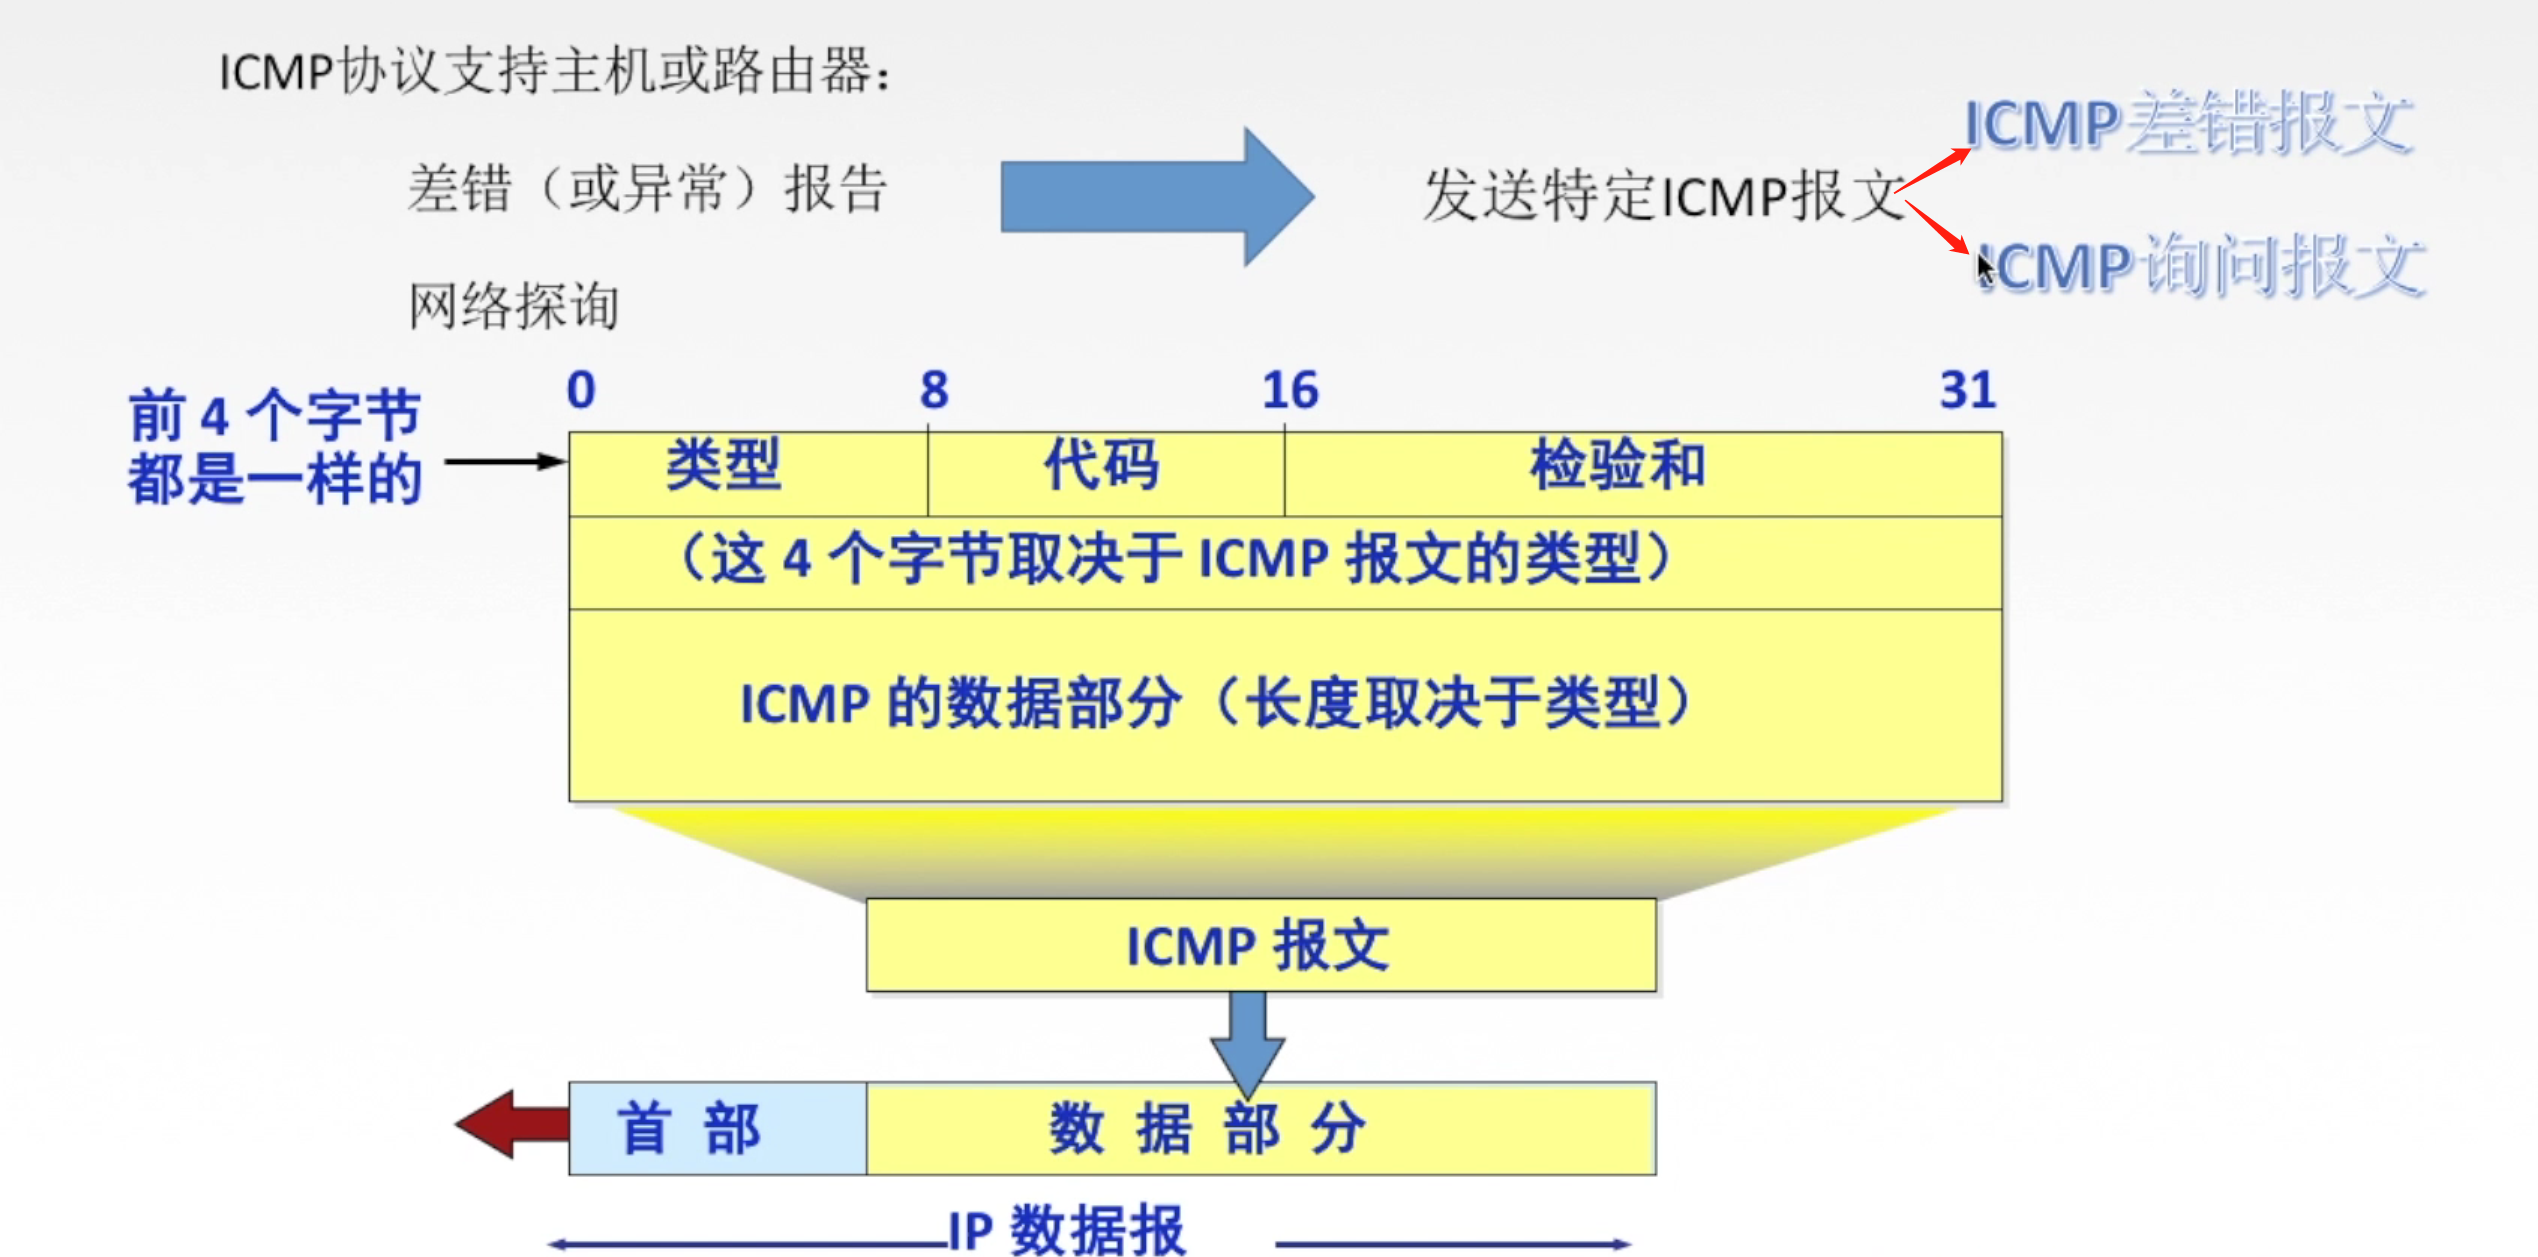 ICMP协议支持主机或路由器：
差错（或异常）报告
网络探询
发送特定ICMP报文
ICMP差错报文
ICMP询问报文
前 4 个字节
都是一样的
0 8 16 31
类型 代码 检验和
（这 4 个字节取决于 ICMP 报文的类型）
ICMP 的数据部分（长度取决于类型）
ICMP 报文
首 部 数 据 部 分
IP 数据报